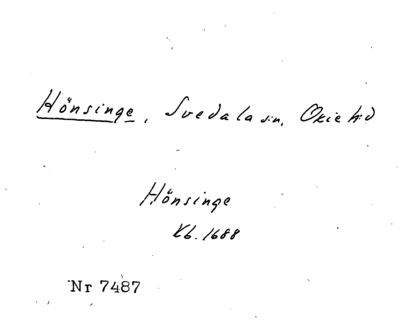 Hönsinge, Svedala sn, Oxie hd
Hönsinge
Kb. 1688
Nr 7487